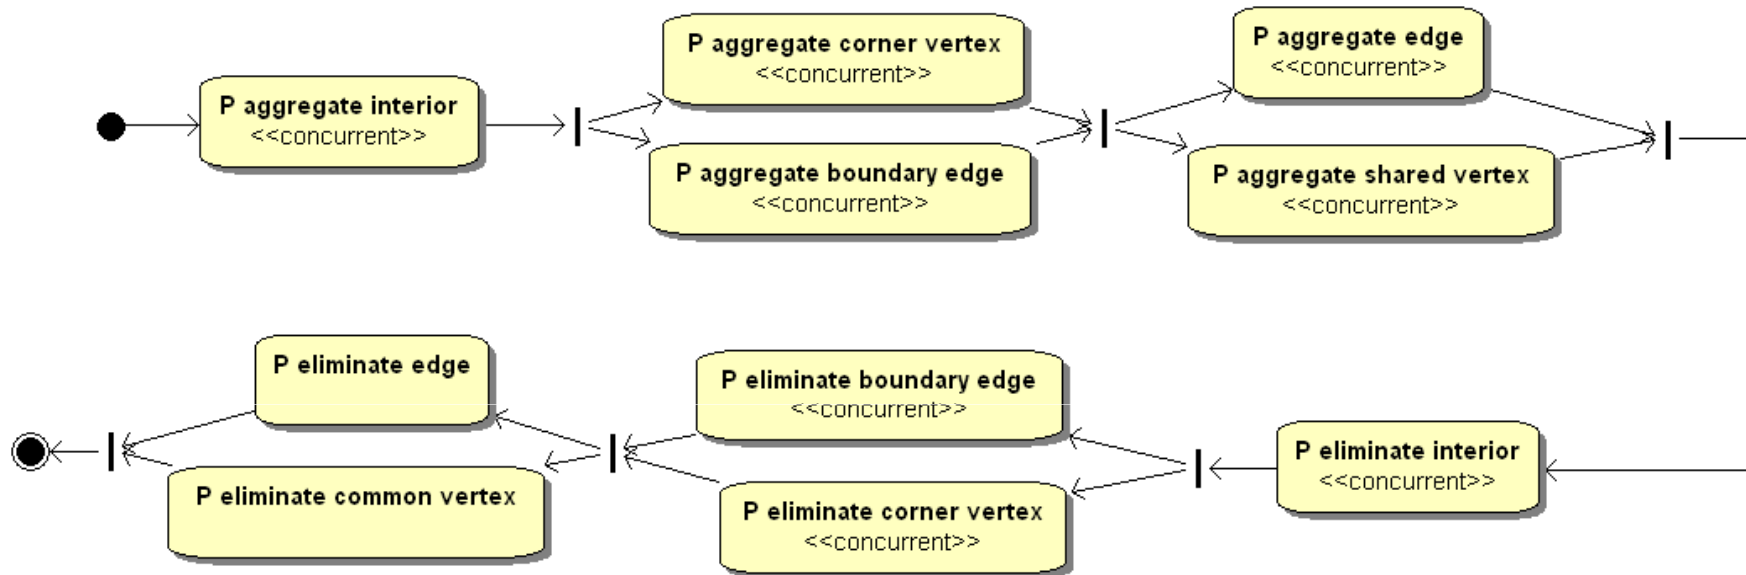 P aggregate interior
<<concurrent>>
P aggregate corner vertex
<<concurrent>>
P aggregate boundary edge
<<concurrent>>
P aggregate edge
<<concurrent>>
P aggregate shared vertex
<<concurrent>>
P eliminate edge
P eliminate common vertex
P eliminate boundary edge
<<concurrent>>
P eliminate corner vertex
<<concurrent>>
P eliminate interior
<<concurrent>>